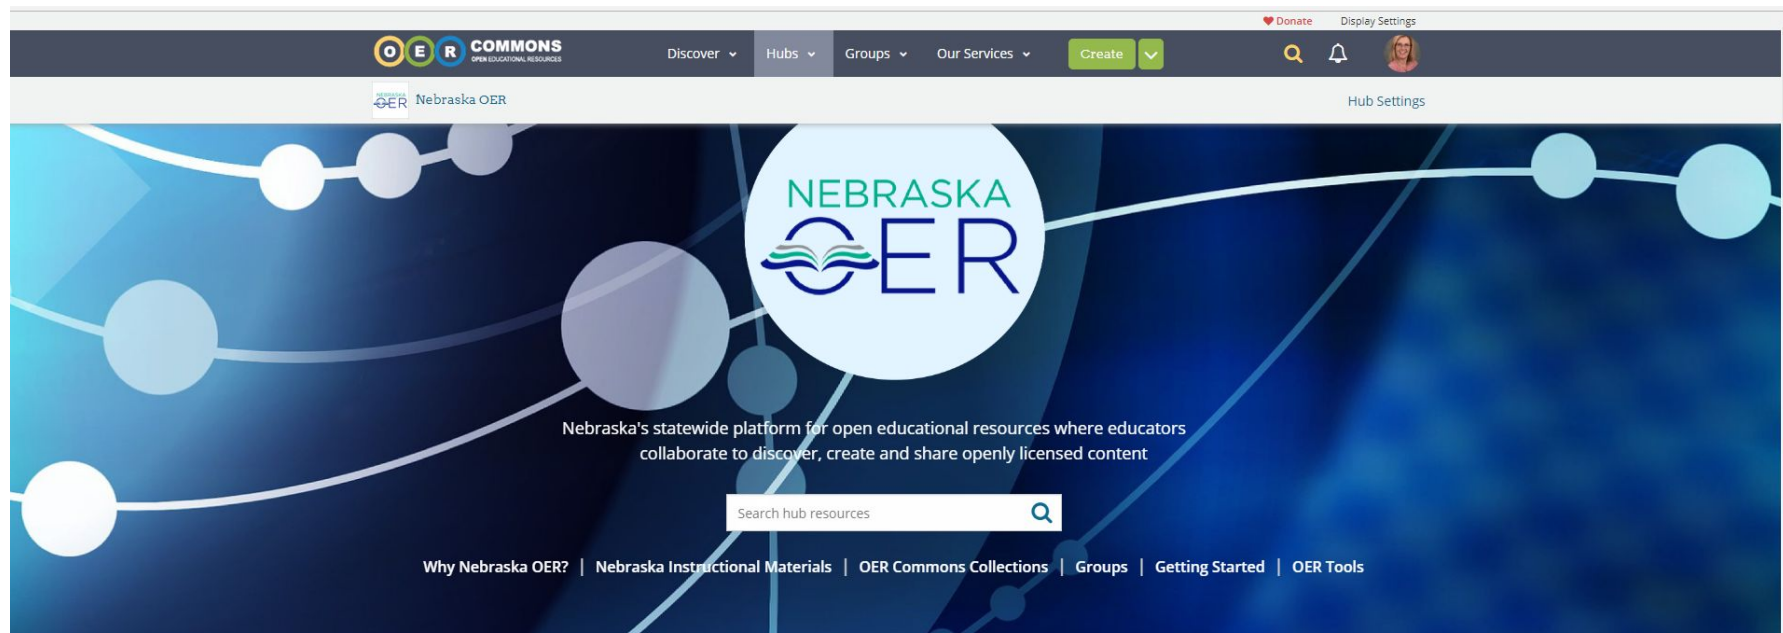 Donate Display Settings
OER COMMONS
OPEN EDUCATIONAL RESOURCES
Discover Hubs Groups Our Services Create
NEBRASKA
OER
Nebraska OER Hub Settings
NEBRASKA
OER
Nebraska's statewide platform for open educational resources where educators
collaborate to discover, create and share openly licensed content
Search hub resources
Why Nebraska OER? | Nebraska Instructional Materials | OER Commons Collections | Groups | Getting Started | OER Tools